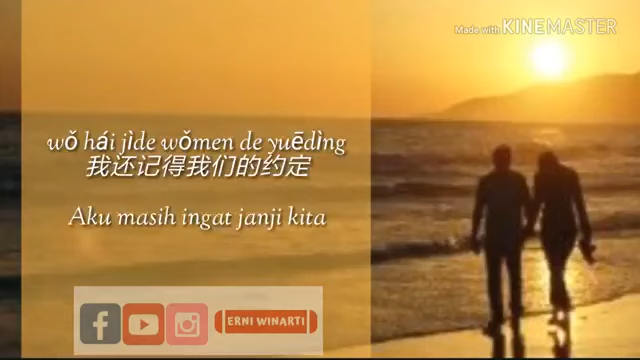 Made with KINEMASTER
wǒ hái jìde wǒmen de yuēdìng
我还记得我们的约定
Aku masih ingat janji kita
ERNI WINARTI